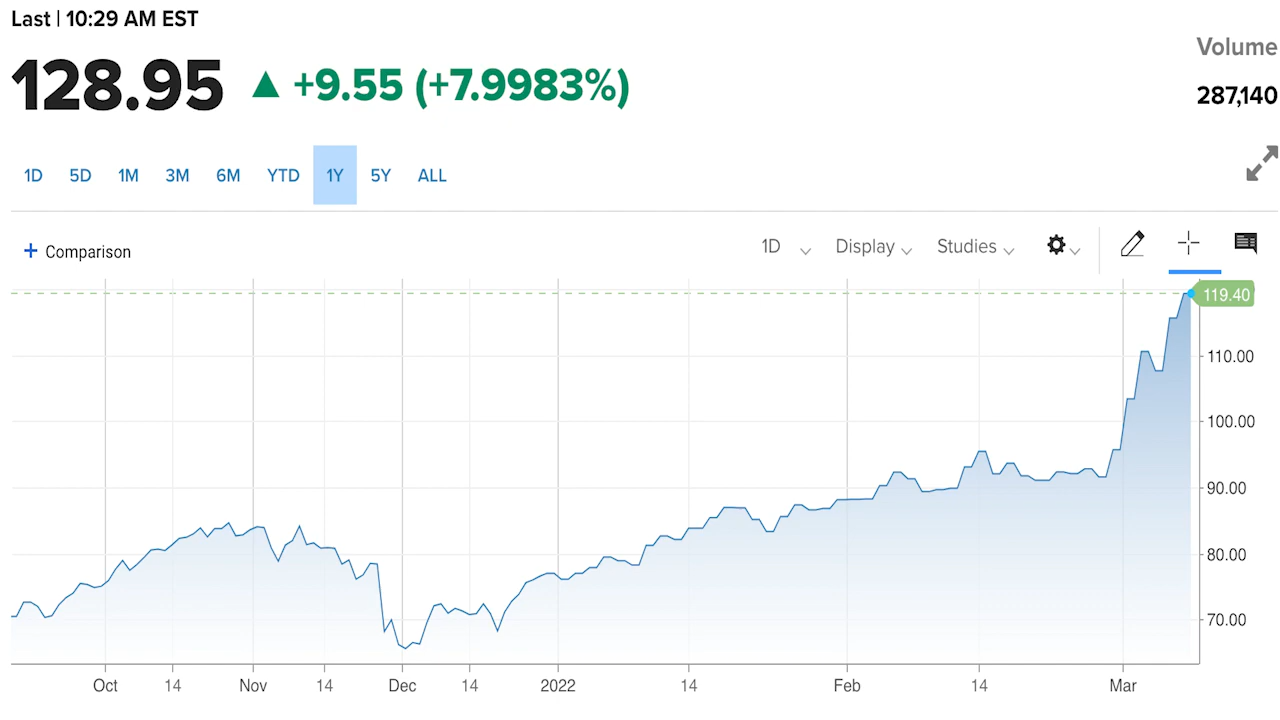 Last | 10:29 AM EST
128.95 ▲ +9.55 (+7.9983%)
Volume
287,140
1D 5D 1M 3M 6M YTD 1Y 5Y ALL
+ Comparison
1D Display Studies
119.40
110.00
100.00
90.00
80.00
70.00
Oct 14 Nov 14 Dec 14 2022 14 Feb 14 Mar